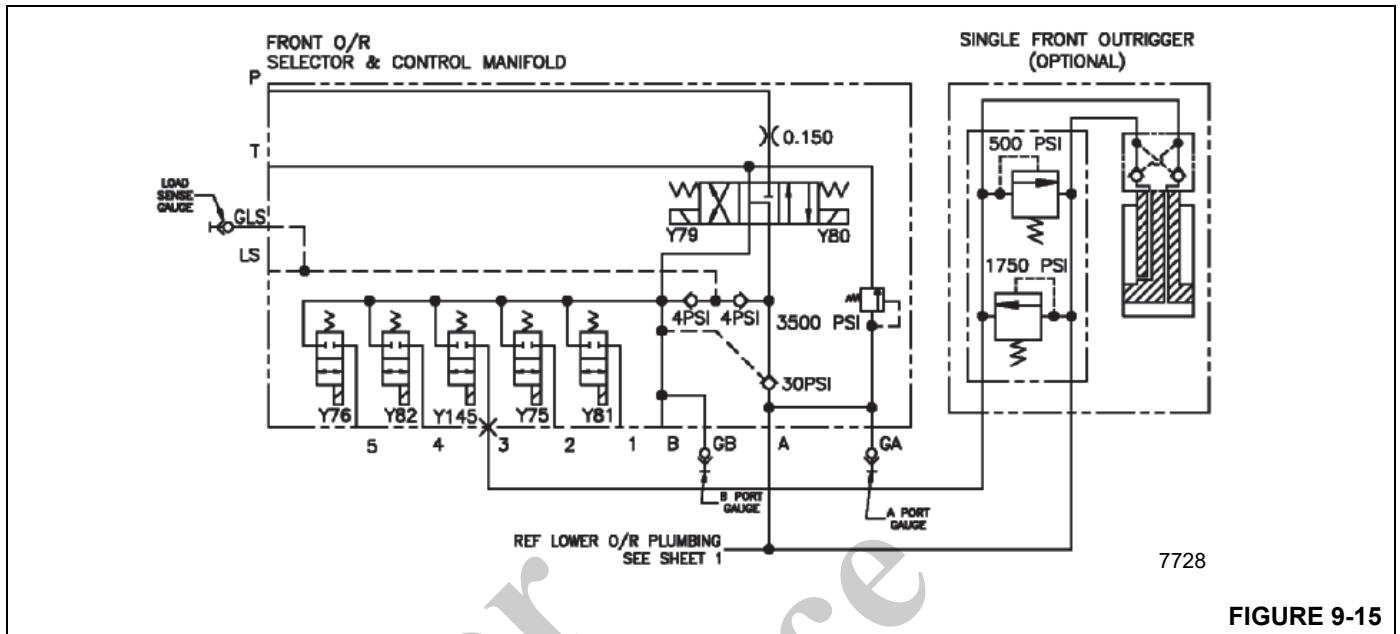 FRONT O/R
SELECTOR & CONTROL MANIFOLD
SINGLE FRONT OUTRIGGER
(OPTIONAL)
P
0.150
500 PSI
T
LOAD
SENSE
GAUGE
GLS
Y79
Y80
LS
1750 PSI
4PSI
4PSI
3500 PSI
30PSI
Y76
Y82
Y145
Y75
Y81
5
4
3
2
1
B
GB
A
GA
B PORT
GAUGE
A PORT
GAUGE
REF LOWER O/R PLUMBING
SEE SHEET 1
7728
FIGURE 9-15